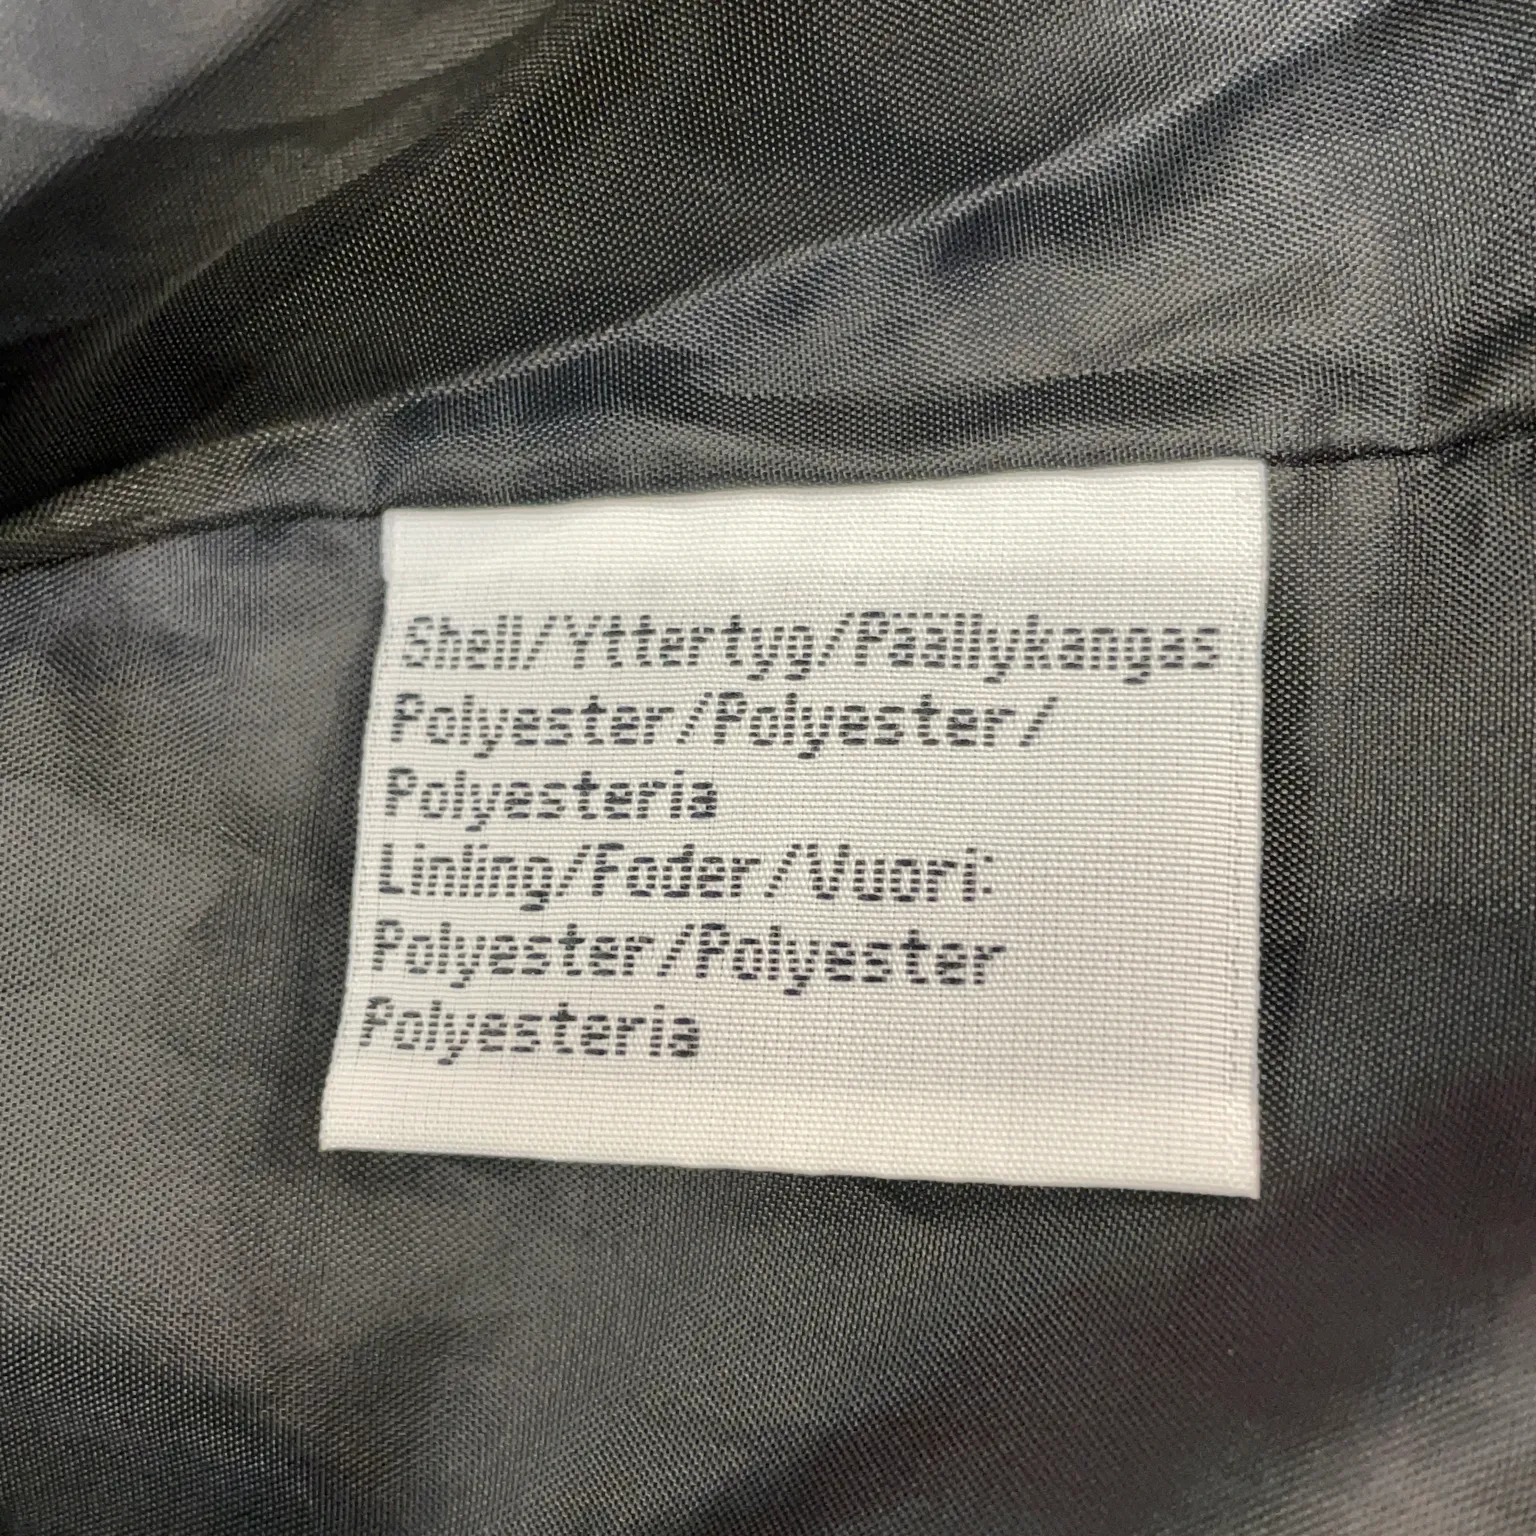 Shell/Yttertyg/Päällykangas
Polyester/Polyester/
Polyesteria
Linling/Foder/Vuori:
Polyester/Polyester
Polyesteria